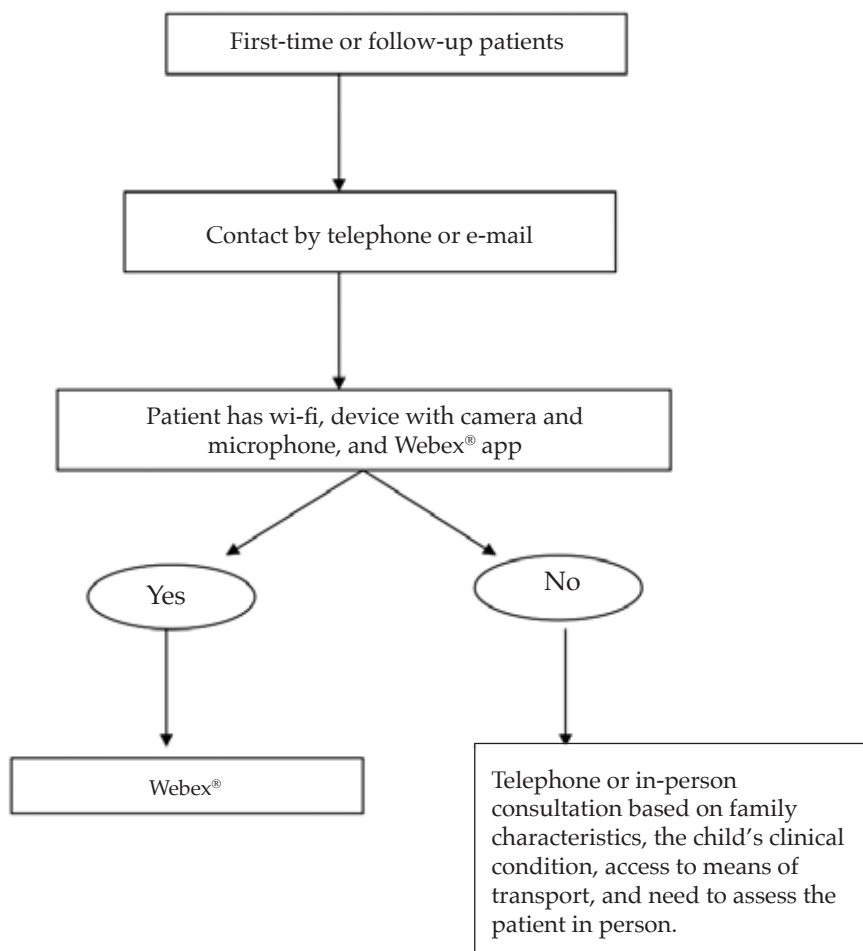 First-time or follow-up patients
Contact by telephone or e-mail
Patient has wi-fi, device with camera and
microphone, and Webex® app
Yes
No
Webex®
Telephone or in-person
consultation based on family
characteristics, the child’s clinical
condition, access to means of
transport, and need to assess the
patient in person.